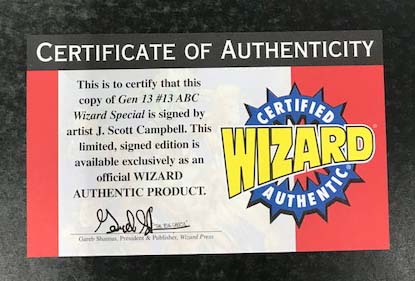 CERTIFICATE OF AUTHENTICITY
This is to certify that this
copy of Gen 13 #13 ABC
Wizard Special is signed by
artist J. Scott Campbell. This
limited, signed edition is
available exclusively as an
official WIZARD
AUTHENTIC PRODUCT.
Gareb Shamus, President & Publisher, Wizard Press
CERTIFIED
WIZARD
AUTHENTIC